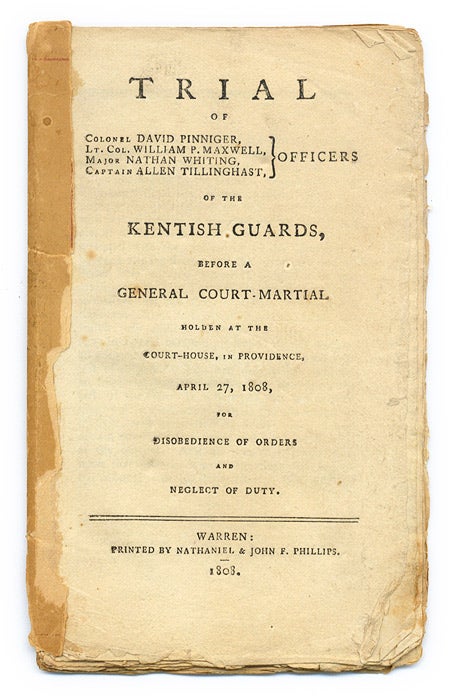 TRIAL
OF
COLONEL DAVID PINNIGER,
LT. COL. WILLIAM P. MAXWELL,
MAJOR NATHAN WHITING,
CAPTAIN ALLEN TILLINGHAST,
} OFFICERS
OF THE
KENTISH GUARDS,
BEFORE A
GENERAL COURT-MARTIAL
HOLDEN AT THE
COURT-HOUSE, IN PROVIDENCE,
APRIL 27, 1808,
FOR
DISOBEDIENCE OF ORDERS
AND
NEGLECT OF DUTY.
WARREN:
PRINTED BY NATHANIEL & JOHN F. PHILLIPS.
1808.